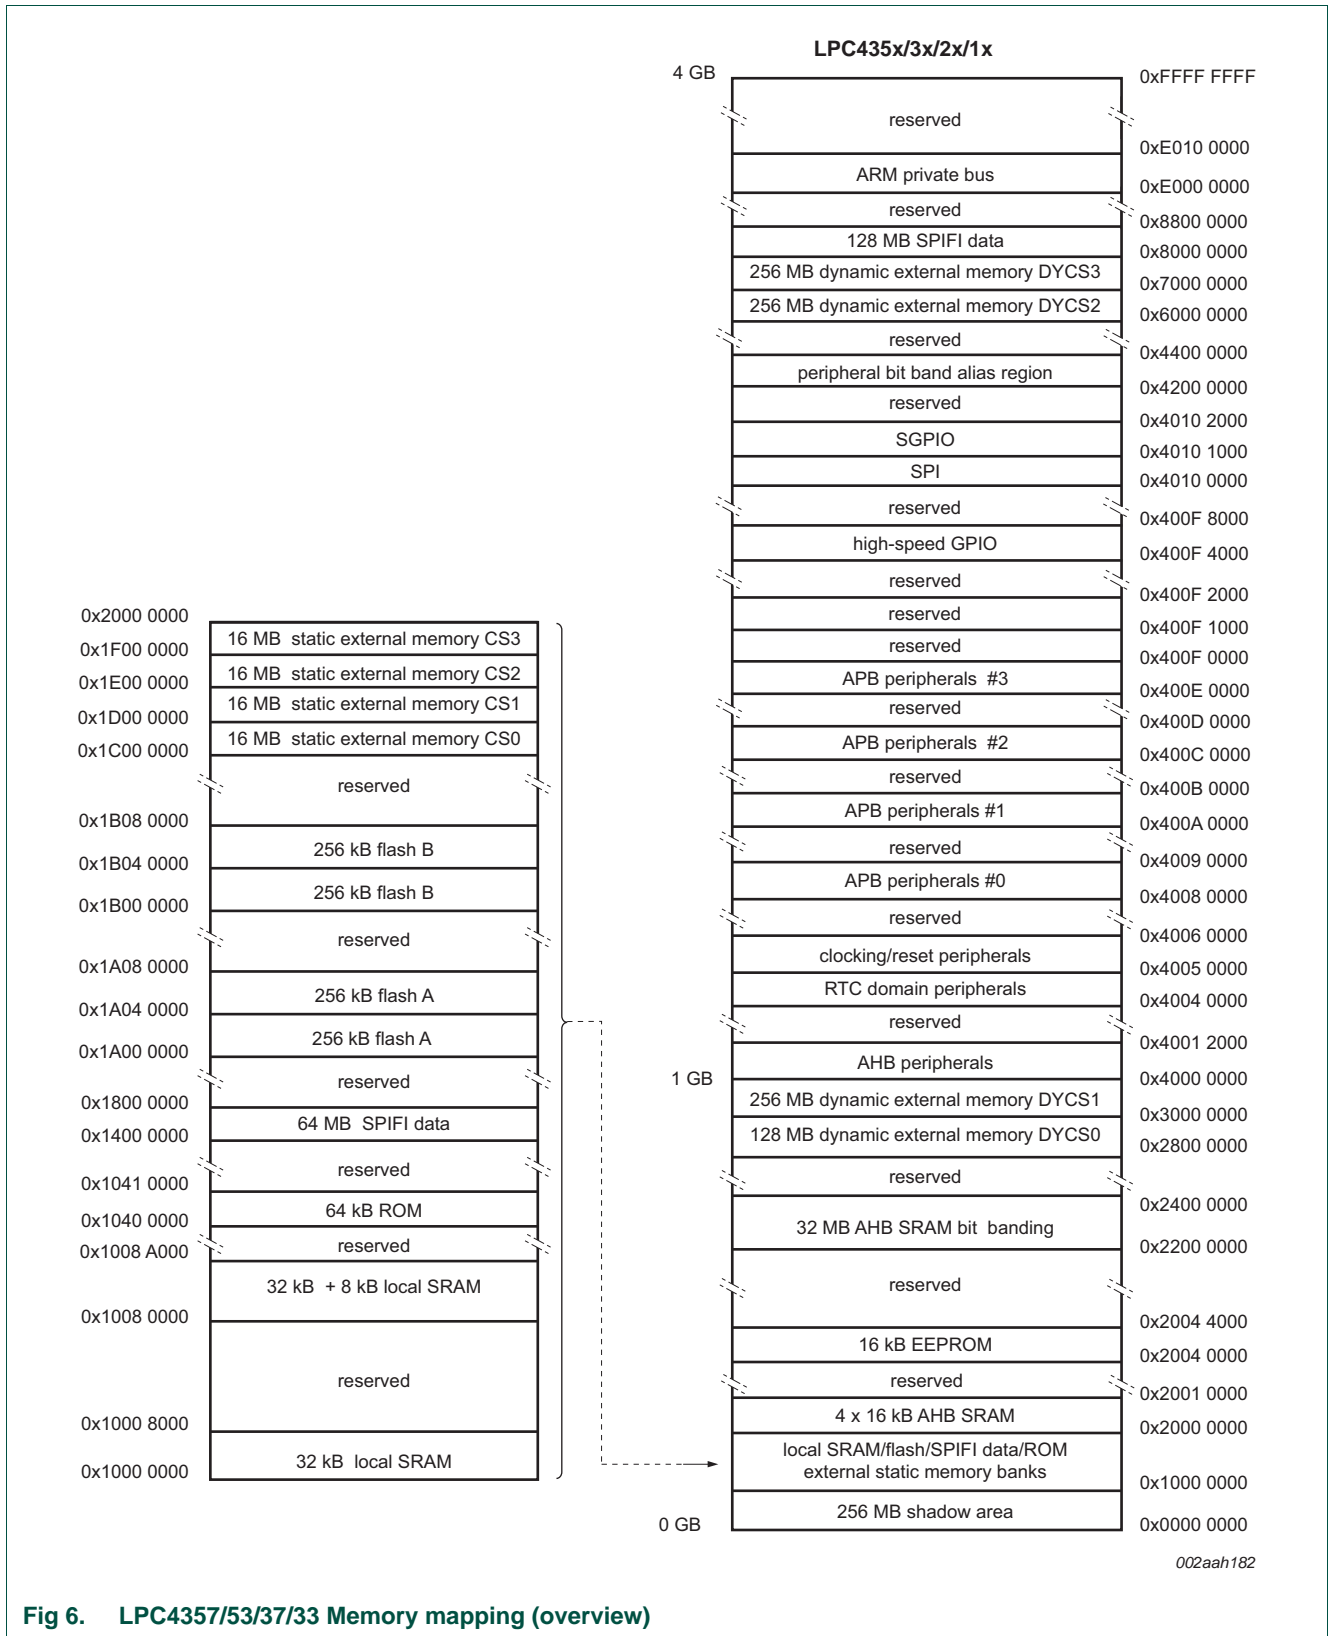 LPC435x/3x/2x/1x
4 GB
0xFFFF FFFF
reserved
0xE010 0000
ARM private bus
0xE000 0000
reserved
0x8800 0000
128 MB SPIFI data
0x8000 0000
256 MB dynamic external memory DYCS3
0x7000 0000
256 MB dynamic external memory DYCS2
0x6000 0000
reserved
0x4400 0000
peripheral bit band alias region
0x4200 0000
reserved
0x4010 2000
SGPIO
0x4010 1000
SPI
0x4010 0000
reserved
0x400F 8000
high-speed GPIO
0x400F 4000
reserved
0x400F 2000
reserved
0x400F 1000
reserved
0x400F 0000
APB peripherals #3
0x400E 0000
reserved
0x400D 0000
APB peripherals #2
0x400C 0000
reserved
0x400B 0000
APB peripherals #1
0x400A 0000
reserved
0x4009 0000
APB peripherals #0
0x4008 0000
reserved
0x4006 0000
clocking/reset peripherals
0x4005 0000
RTC domain peripherals
0x4004 0000
reserved
0x4001 2000
AHB peripherals
1 GB
0x4000 0000
256 MB dynamic external memory DYCS1
0x3000 0000
128 MB dynamic external memory DYCS0
0x2800 0000
reserved
0x2400 0000
32 MB AHB SRAM bit banding
0x2200 0000
reserved
0x2004 4000
16 kB EEPROM
0x2004 0000
reserved
0x2001 0000
4 x 16 kB AHB SRAM
0x2000 0000
local SRAM/flash/SPIFI data/ROM
external static memory banks
0x1000 0000
256 MB shadow area
0 GB
0x0000 0000
0x2000 0000
16 MB static external memory CS3
0x1F00 0000
16 MB static external memory CS2
0x1E00 0000
16 MB static external memory CS1
0x1D00 0000
16 MB static external memory CS0
0x1C00 0000
reserved
0x1B08 0000
256 kB flash B
0x1B04 0000
256 kB flash B
0x1B00 0000
reserved
0x1A08 0000
256 kB flash A
0x1A04 0000
256 kB flash A
0x1A00 0000
reserved
0x1800 0000
64 MB SPIFI data
0x1400 0000
reserved
0x1041 0000
64 kB ROM
0x1040 0000
reserved
0x1008 A000
32 kB + 8 kB local SRAM
0x1008 0000
reserved
0x1000 8000
32 kB local SRAM
0x1000 0000
002aah182
Fig 6. LPC4357/53/37/33 Memory mapping (overview)